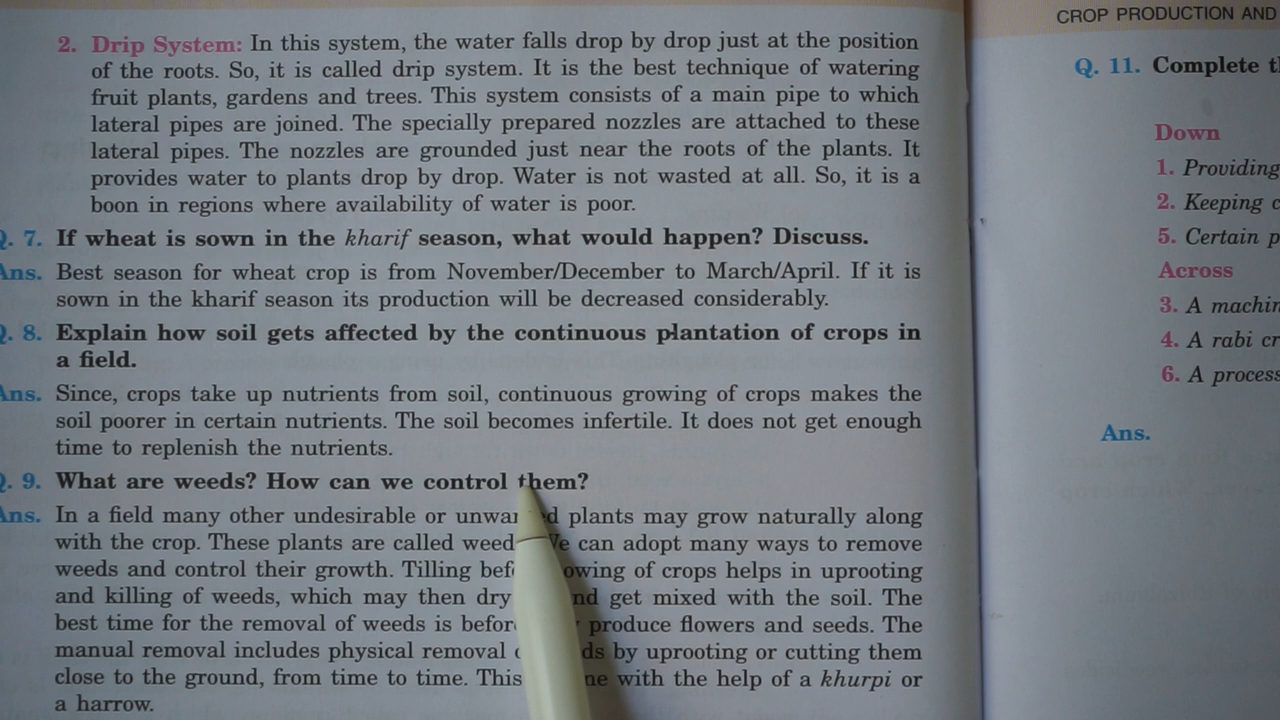 2. Drip System: In this system, the water falls drop by drop just at the position
of the roots. So, it is called drip system. It is the best technique of watering
fruit plants, gardens and trees. This system consists of a main pipe to which
lateral pipes are joined. The specially prepared nozzles are attached to these
lateral pipes. The nozzles are grounded just near the roots of the plants. It
provides water to plants drop by drop. Water is not wasted at all. So, it is a
boon in regions where availability of water is poor.
Q. 7. If wheat is sown in the kharif season, what would happen? Discuss.
Ans. Best season for wheat crop is from November/December to March/April. If it is
sown in the kharif season its production will be decreased considerably.
Q. 8. Explain how soil gets affected by the continuous plantation of crops in
a field.
Ans. Since, crops take up nutrients from soil, continuous growing of crops makes the
soil poorer in certain nutrients. The soil becomes infertile. It does not get enough
time to replenish the nutrients.
Q. 9. What are weeds? How can we control them?
Ans. In a field many other undesirable or plants may grow naturally along
with the crop. These plants are called can adopt many ways to remove
weeds and control their growth. Tilling of crops helps in uprooting
and killing of weeds, which may then dry get mixed with the soil. The
best time for the removal of weeds is produce flowers and seeds. The
manual removal includes physical removal by uprooting or cutting them
close to the ground, from time to time. This with the help of a khurpi or
a harrow.
CROP PRODUCTION AND
Q. 11. Complete
Down
1. Providing
2. Keeping
5. Certain
Across
3. A
4. A rabi
6. A process
Ans.